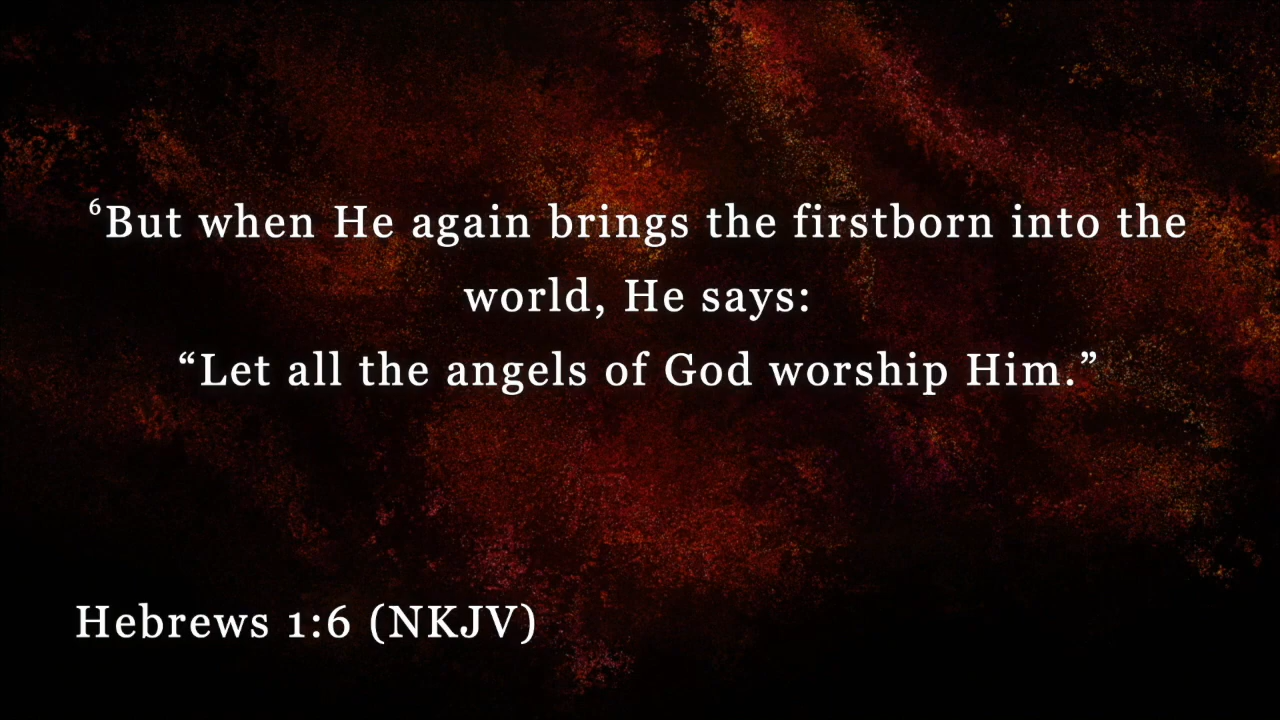 ⁶But when He again brings the firstborn into the
world, He says:
“Let all the angels of God worship Him.”
Hebrews 1:6 (NKJV)